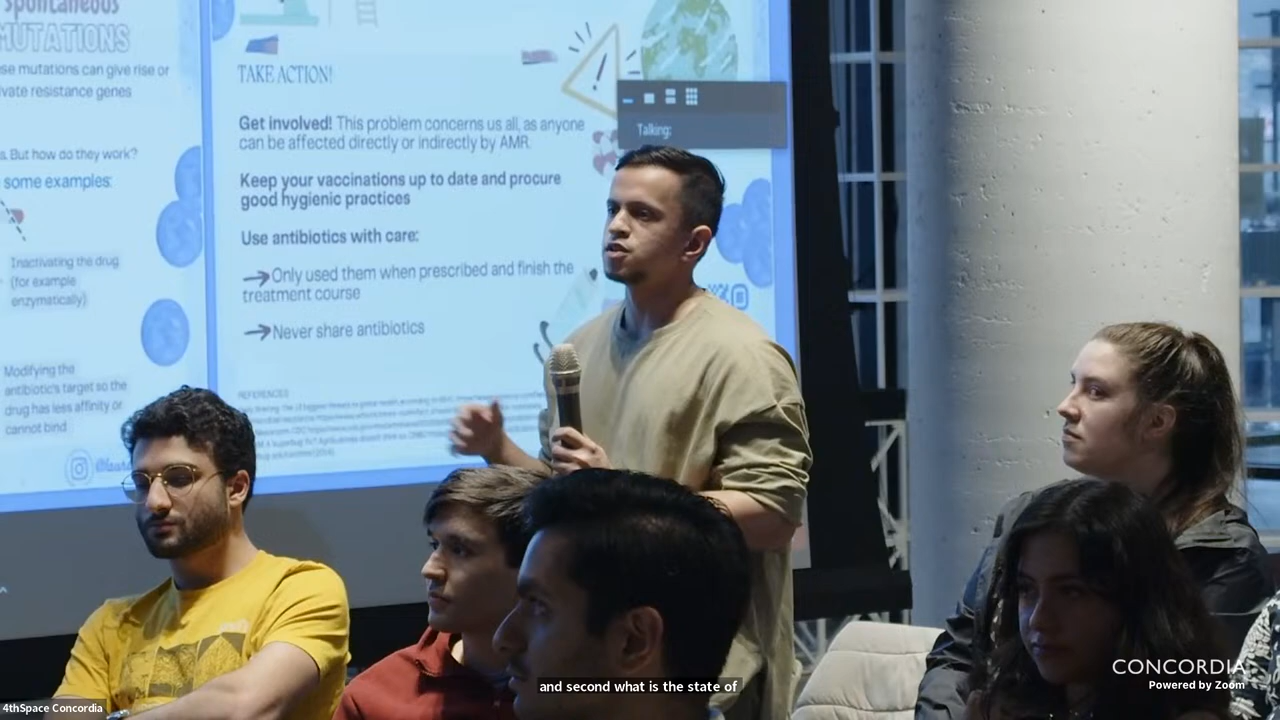 spontaneous
MUTATIONS
se mutations can give rise or
vate resistance genes
s. But how do they work?
some examples:
Inactivating the drug
(for example
enzymatically)
Modifying the
antibiotic's target so the
drug has less affinity or
cannot bind
TAKE ACTION!
Get involved! This problem concerns us all, as anyone
can be affected directly or indirectly by AMR.
Keep your vaccinations up to date and procure
good hygienic practices
Use antibiotics with care:
Only used them when prescribed and finish the
treatment course
Never share antibiotics
REFERENCES
Talking:
and second what is the state of
CONCORDIA
Powered by Zoom
4thSpace Concordia